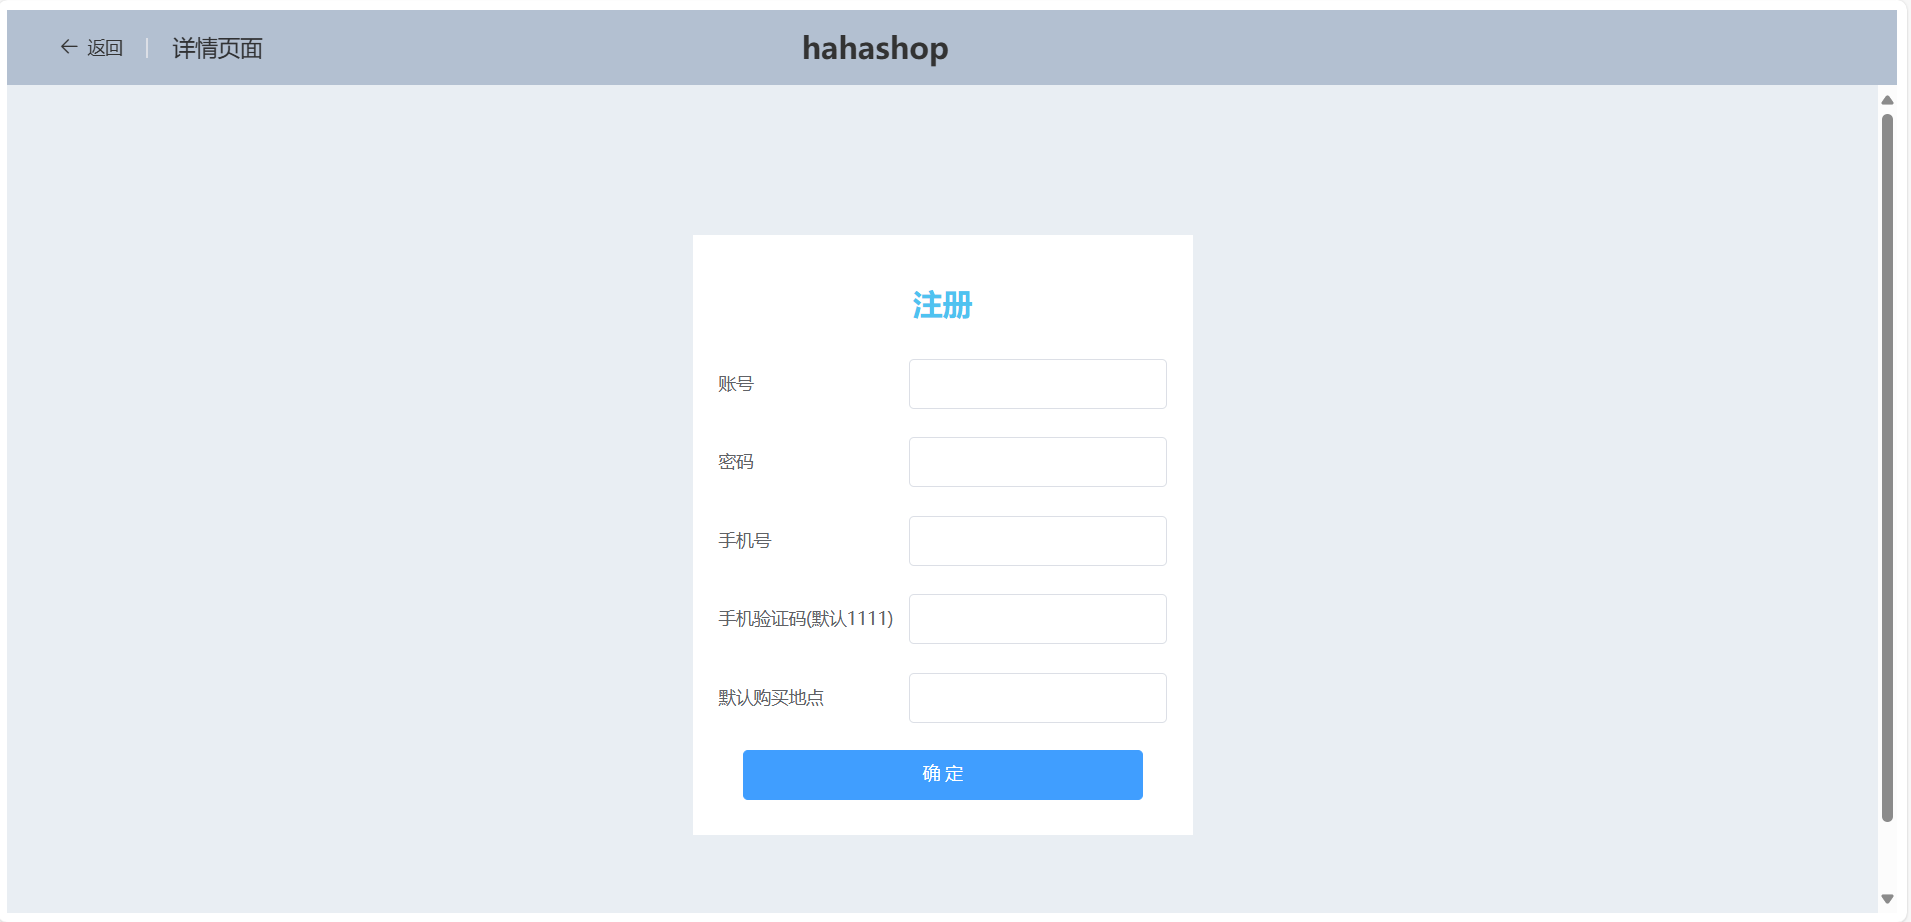 返回 详情页面 hahashop
注册
账号
密码
手机号
手机验证码(默认1111)
默认购买地点
确定